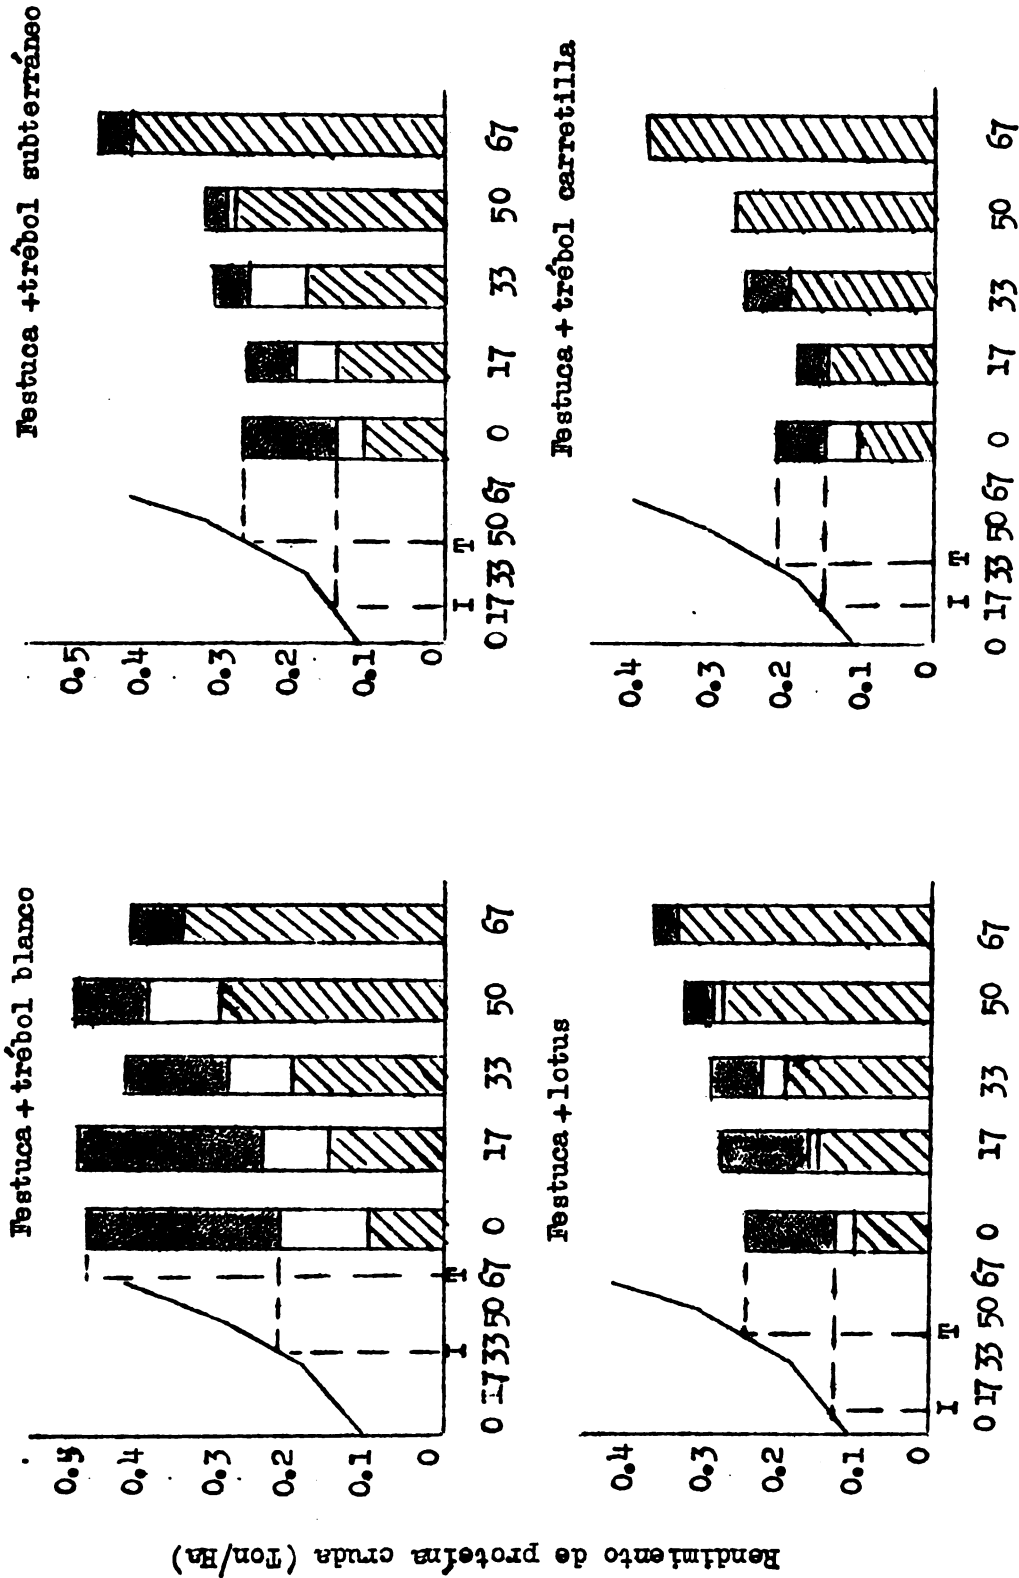 Rendimiento de proteína cruda (Ton/Ha)
Festuca + trébol blanco
0.5
0.4
0.3
0.2
0.1
0
I T
0 17 33 50 67 0 17 33 50 67
Festuca + trébol subterráneo
0.5
0.4
0.3
0.2
0.1
0
I T
0 17 33 50 67 0 17 33 50 67
Festuca + lotus
0.4
0.3
0.2
0.1
0
I T
0 17 33 50 67 0 17 33 50 67
Festuca + trébol carretilla
0.4
0.3
0.2
0.1
0
I T
0 17 33 50 67 0 17 33 50 67